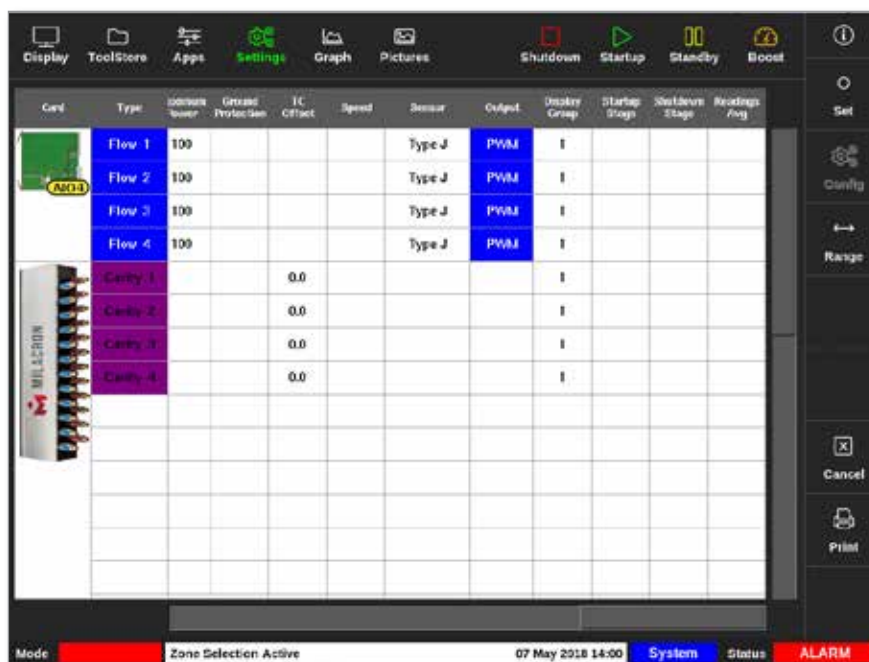 Display ToolStore Apps Settings Graph Pictures Shutdown Startup Standby Boost
Set
Config
Range
Cancel
Print
Card Type Power Ground Protection TC Offset Speed Sensor Output Display Group Startup Stage Shutdown Stage Readings Avg
AIO4
Flow 1 100 Type J PWM 1
Flow 2 100 Type J PWM 1
Flow 3 100 Type J PWM 1
Flow 4 100 Type J PWM 1
MILACRON
Cavity 1 0.0 1
Cavity 2 0.0 1
Cavity 3 0.0 1
Cavity 4 0.0 1
Mode Zone Selection Active 07 May 2018 14:00 System Status ALARM